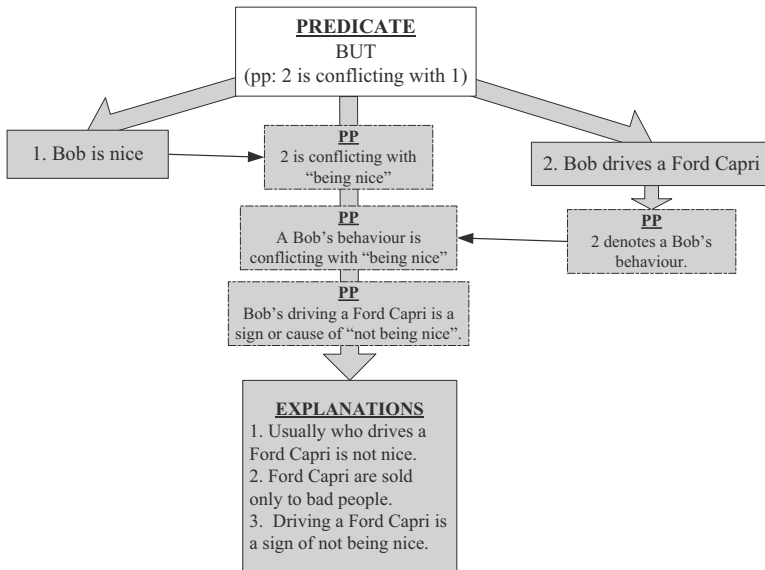 PREDICATE
BUT
(pp: 2 is conflicting with 1)
1. Bob is nice
PP
2 is conflicting with
“being nice”
2. Bob drives a Ford Capri
PP
A Bob’s behaviour is
conflicting with “being nice”
PP
2 denotes a Bob’s
behaviour.
PP
Bob’s driving a Ford Capri is a
sign or cause of “not being nice”.
EXPLANATIONS
1. Usually who drives a
Ford Capri is not nice.
2. Ford Capri are sold
only to bad people.
3. Driving a Ford Capri is
a sign of not being nice.